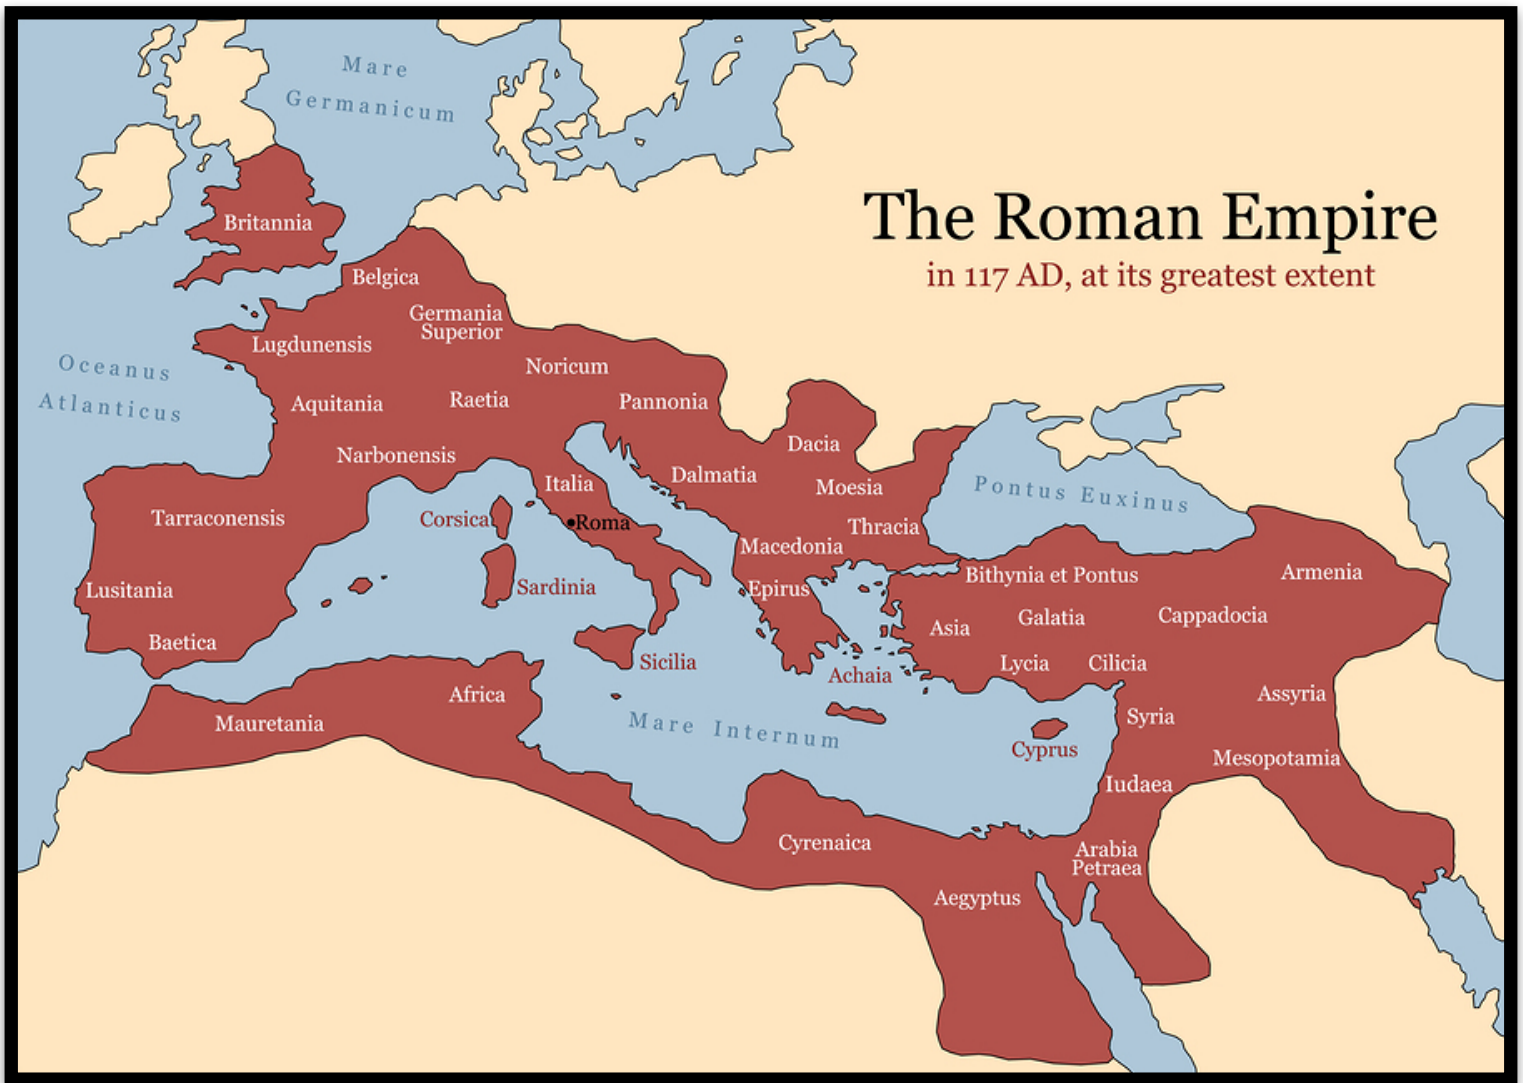 Mare
Germanicum
The Roman Empire
in 117 AD, at its greatest extent
Britannia
Belgica
Germania
Superior
Lugdunensis
Oceanus
Atlanticus
Noricum
Aquitania
Raetia
Pannonia
Dacia
Narbonensis
Italia
Dalmatia
Moesia
Pontus Euxinus
Tarraconensis
Corsica
Roma
Thracia
Macedonia
Bithynia et Pontus
Armenia
Lusitania
Sardinia
Epirus
Asia
Galatia
Cappadocia
Baetica
Sicilia
Achaia
Lycia
Cilicia
Africa
Assyria
Mauretania
Mare Internum
Syria
Cyprus
Mesopotamia
Iudaea
Cyrenaica
Arabia
Petraea
Aegyptus